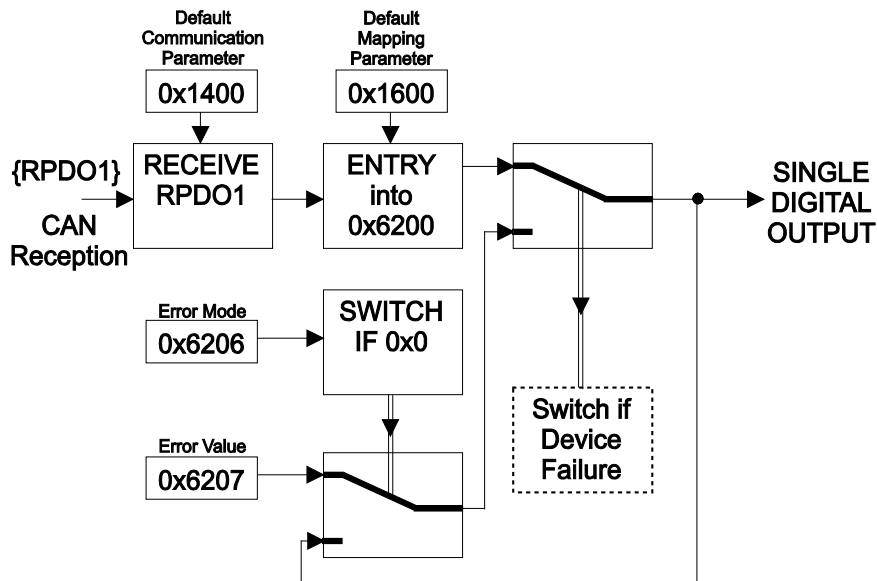 Default
Communication
Parameter
0x1400
Default
Mapping
Parameter
0x1600
{RPDO1}
CAN
Reception
RECEIVE
RPDO1
ENTRY
into
0x6200
SINGLE
DIGITAL
OUTPUT
Error Mode
0x6206
SWITCH
IF 0x0
Switch if
Device
Failure
Error Value
0x6207